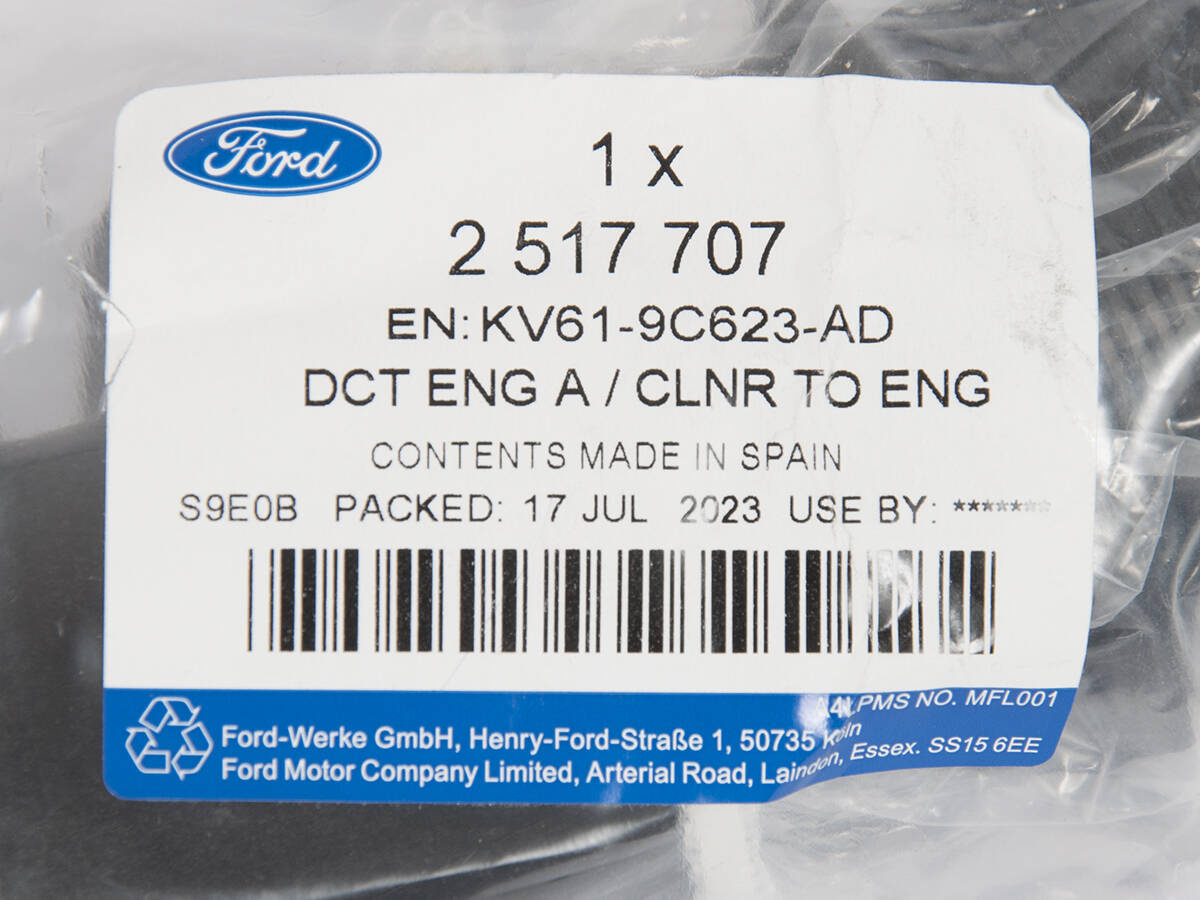 Ford
1 x
2 517 707
EN: KV61-9C623-AD
DCT ENG A / CLNR TO ENG
CONTENTS MADE IN SPAIN
S9E0B PACKED: 17 JUL 2023 USE BY: *******
A4LPMS NO. MFL001
Ford-Werke GmbH, Henry-Ford-Straße 1, 50735 Köln
Ford Motor Company Limited, Arterial Road, Laindon, Essex. SS15 6EE